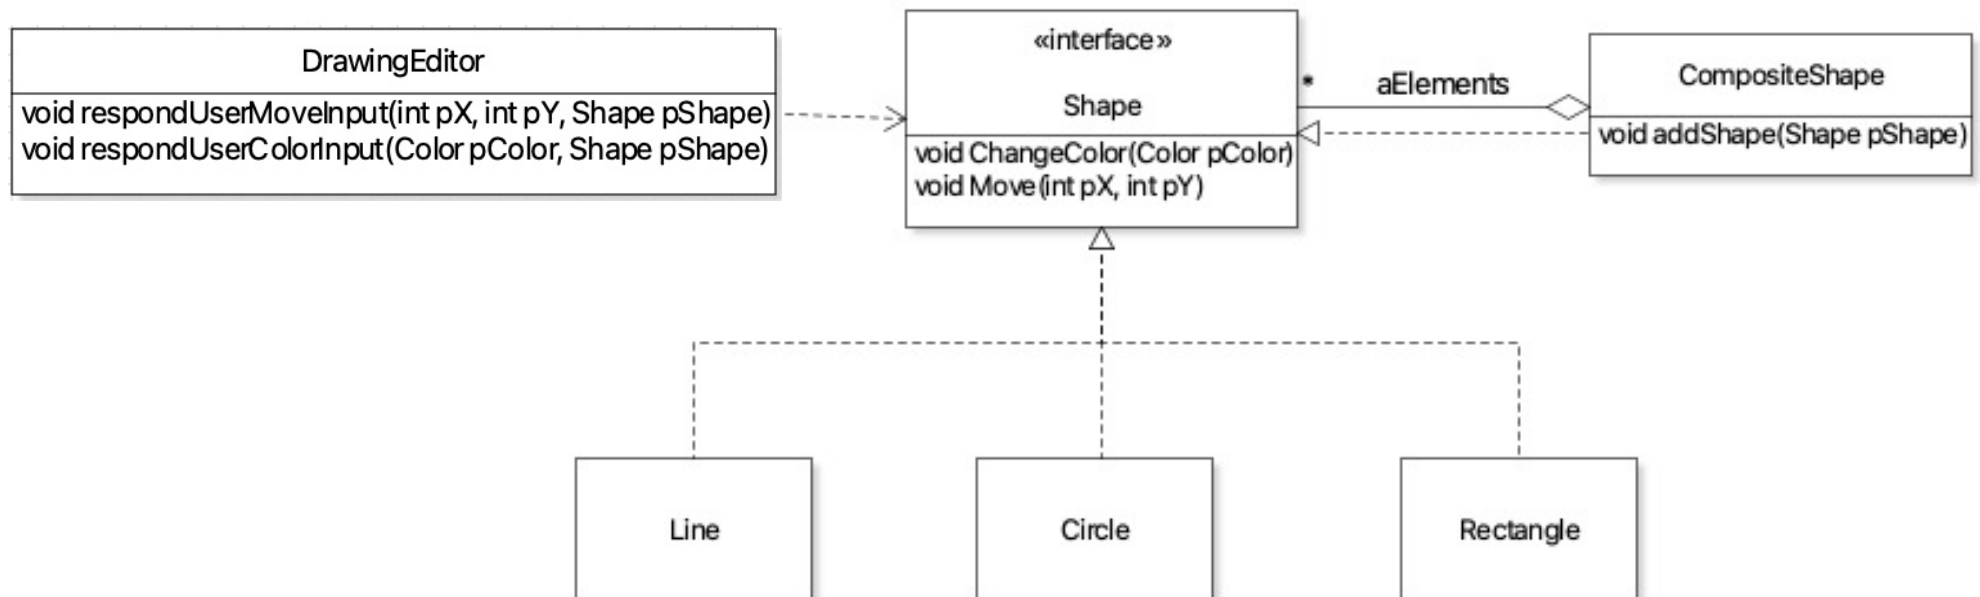 DrawingEditor
void respondUserMoveInput(int pX, int pY, Shape pShape)
void respondUserColorInput(Color pColor, Shape pShape)
«interface»
Shape
void ChangeColor(Color pColor)
void Move(int pX, int pY)
*
aElements
CompositeShape
void addShape(Shape pShape)
Line
Circle
Rectangle